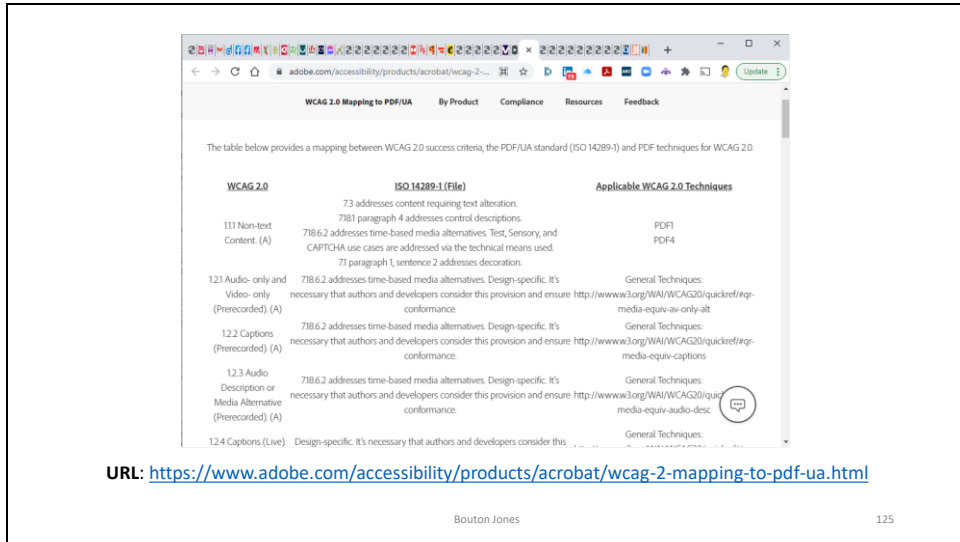 adobe.com/accessibility/products/acrobat/wcag-2-...
Update
WCAG 2.0 Mapping to PDF/UA By Product Compliance Resources Feedback
The table below provides a mapping between WCAG 2.0 success criteria, the PDF/UA standard (ISO 14289-1) and PDF techniques for WCAG 2.0.
WCAG 2.0 ISO 14289-1 (File) Applicable WCAG 2.0 Techniques
1.1.1 Non-text
Content. (A)
7.3 addresses content requiring text alteration.
7.18.1 paragraph 4 addresses control descriptions.
7.18.6.2 addresses time-based media alternatives. Test, Sensory, and
CAPTCHA use cases are addressed via the technical means used.
7.1 paragraph 1, sentence 2 addresses decoration.
PDF1
PDF4
1.2.1 Audio- only and
Video- only
(Prerecorded). (A)
7.18.6.2 addresses time-based media alternatives. Design-specific. It's
necessary that authors and developers consider this provision and ensure
conformance.
General Techniques:
http://www.w3.org/WAI/WCAG20/quickref/#qr-
media-equiv-av-only-alt
1.2.2 Captions
(Prerecorded). (A)
7.18.6.2 addresses time-based media alternatives. Design-specific. It's
necessary that authors and developers consider this provision and ensure
conformance.
General Techniques:
http://www.w3.org/WAI/WCAG20/quickref/#qr-
media-equiv-captions
1.2.3 Audio
Description or
Media Alternative
(Prerecorded). (A)
7.18.6.2 addresses time-based media alternatives. Design-specific. It's
necessary that authors and developers consider this provision and ensure
conformance.
General Techniques:
http://www.w3.org/WAI/WCAG20/quic
media-equiv-audio-desc
1.2.4 Captions (Live).
Design-specific. It's necessary that authors and developers consider this
General Techniques:
URL: https://www.adobe.com/accessibility/products/acrobat/wcag-2-mapping-to-pdf-ua.html
Bouton Jones
125